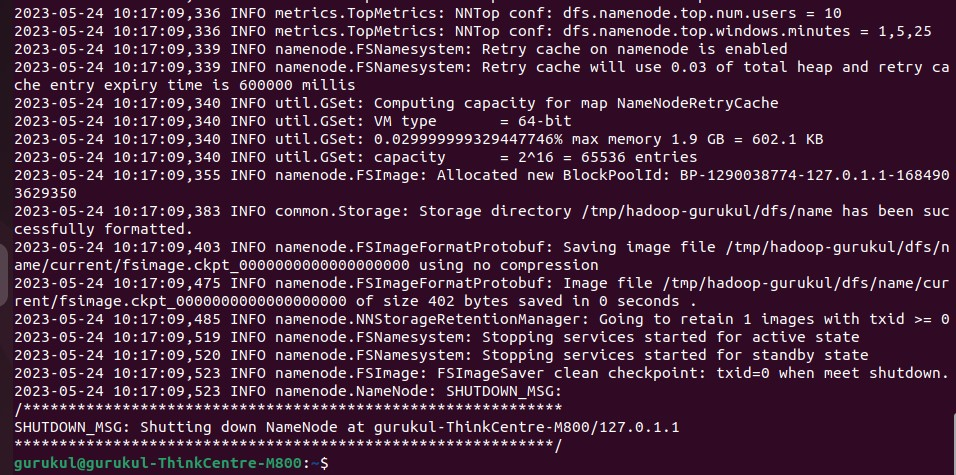 2023-05-24 10:17:09,336 INFO metrics.TopMetrics: NNTop conf: dfs.namenode.top.num.users = 10
2023-05-24 10:17:09,336 INFO metrics.TopMetrics: NNTop conf: dfs.namenode.top.windows.minutes = 1,5,25
2023-05-24 10:17:09,339 INFO namenode.FSNamesystem: Retry cache on namenode is enabled
2023-05-24 10:17:09,339 INFO namenode.FSNamesystem: Retry cache will use 0.03 of total heap and retry ca
che entry expiry time is 600000 millis
2023-05-24 10:17:09,340 INFO util.GSet: Computing capacity for map NameNodeRetryCache
2023-05-24 10:17:09,340 INFO util.GSet: VM type       = 64-bit
2023-05-24 10:17:09,340 INFO util.GSet: 0.029999999329447746% max memory 1.9 GB = 602.1 KB
2023-05-24 10:17:09,340 INFO util.GSet: capacity      = 2^16 = 65536 entries
2023-05-24 10:17:09,355 INFO namenode.FSImage: Allocated new BlockPoolId: BP-1290038774-127.0.1.1-168490
3629350
2023-05-24 10:17:09,383 INFO common.Storage: Storage directory /tmp/hadoop-gurukul/dfs/name has been suc
cessfully formatted.
2023-05-24 10:17:09,403 INFO namenode.FSImageFormatProtobuf: Saving image file /tmp/hadoop-gurukul/dfs/n
ame/current/fsimage.ckpt_0000000000000000000 using no compression
2023-05-24 10:17:09,475 INFO namenode.FSImageFormatProtobuf: Image file /tmp/hadoop-gurukul/dfs/name/cur
rent/fsimage.ckpt_0000000000000000000 of size 402 bytes saved in 0 seconds .
2023-05-24 10:17:09,485 INFO namenode.NNStorageRetentionManager: Going to retain 1 images with txid >= 0
2023-05-24 10:17:09,519 INFO namenode.FSNamesystem: Stopping services started for active state
2023-05-24 10:17:09,520 INFO namenode.FSNamesystem: Stopping services started for standby state
2023-05-24 10:17:09,523 INFO namenode.FSImage: FSImageSaver clean checkpoint: txid=0 when meet shutdown.
2023-05-24 10:17:09,523 INFO namenode.NameNode: SHUTDOWN_MSG:
/************************************************************
SHUTDOWN_MSG: Shutting down NameNode at gurukul-ThinkCentre-M800/127.0.1.1
************************************************************/
gurukul@gurukul-ThinkCentre-M800:~$